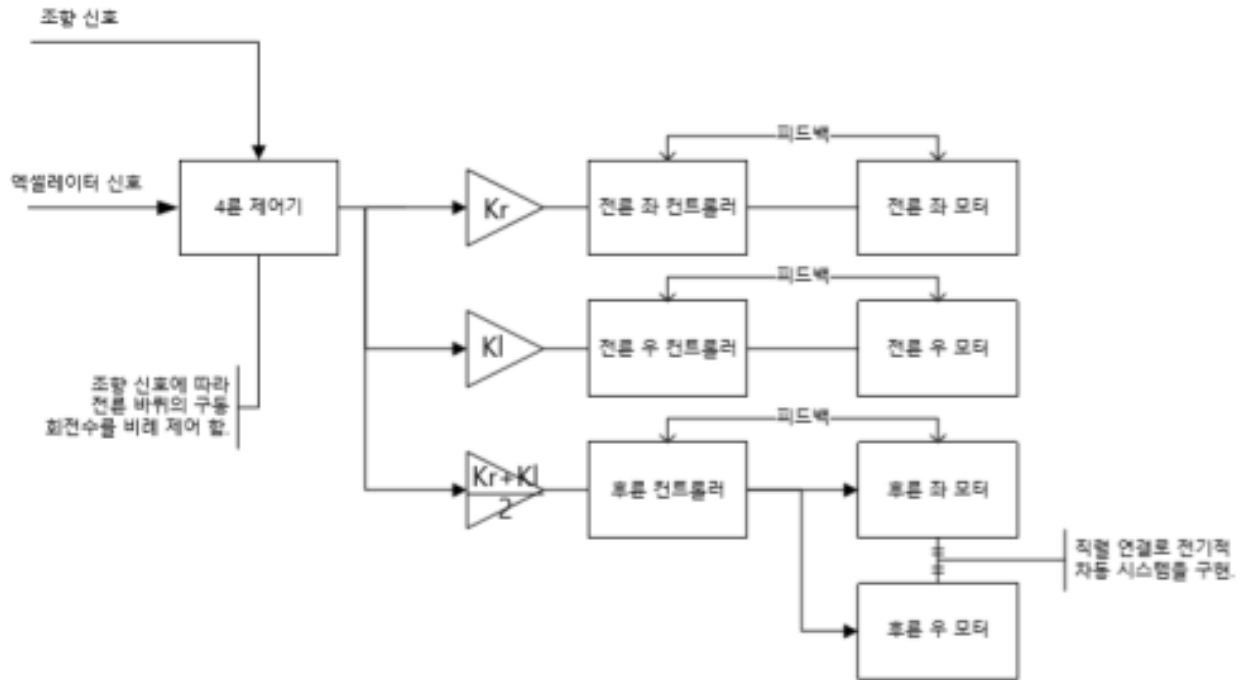 조향 신호
엑셀레이터 신호
4륜 제어기
조향 신호에 따라
전륜 바퀴의 구동
회전수를 비례 제어 함.
Kr
피드백
전륜 좌 컨트롤러
전륜 좌 모터
Kl
피드백
전륜 우 컨트롤러
전륜 우 모터
Kr+Kl
2
피드백
후륜 컨트롤러
후륜 좌 모터
직렬 연결로 전기적
차동 시스템을 구현.
후륜 우 모터